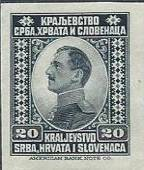 КРАЉЕВСТВО
СРБА, ХРВАТА И СЛОВЕНАЦА
20 KRALJEVSTVO 20
SRBA, HRVATA I SLOVENACA
AMERICAN BANK NOTE CO.